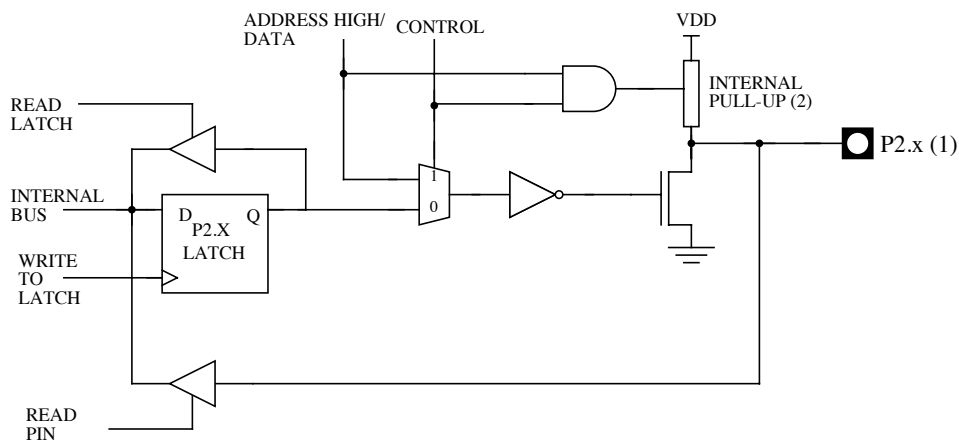 ADDRESS HIGH/
DATA
CONTROL
VDD
INTERNAL
PULL-UP (2)
READ
LATCH
P2.x (1)
1
0
INTERNAL
BUS
D
Q
P2.X
LATCH
WRITE
TO
LATCH
READ
PIN